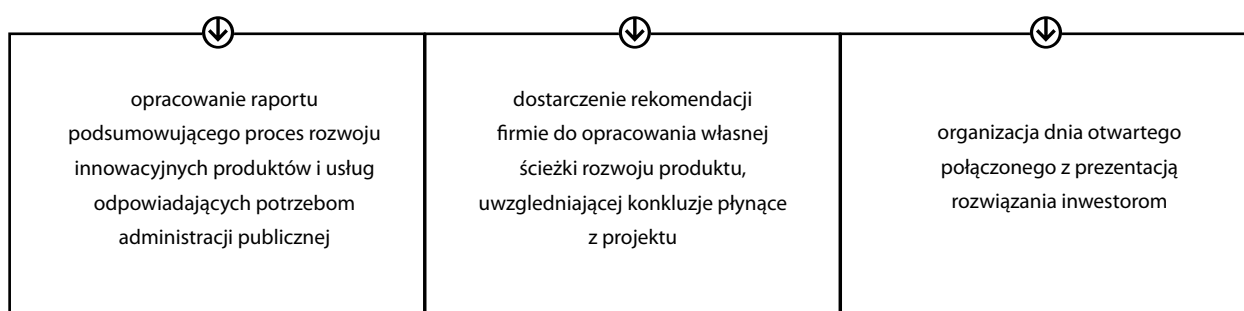 opracowanie raportu
podsumowującego proces rozwoju
innowacyjnych produktów i usług
odpowiadających potrzebom
administracji publicznej
dostarczenie rekomendacji
firmie do opracowania własnej
ścieżki rozwoju produktu,
uwzgledniającej konkluzje płynące
z projektu
organizacja dnia otwartego
połączonego z prezentacją
rozwiązania inwestorom